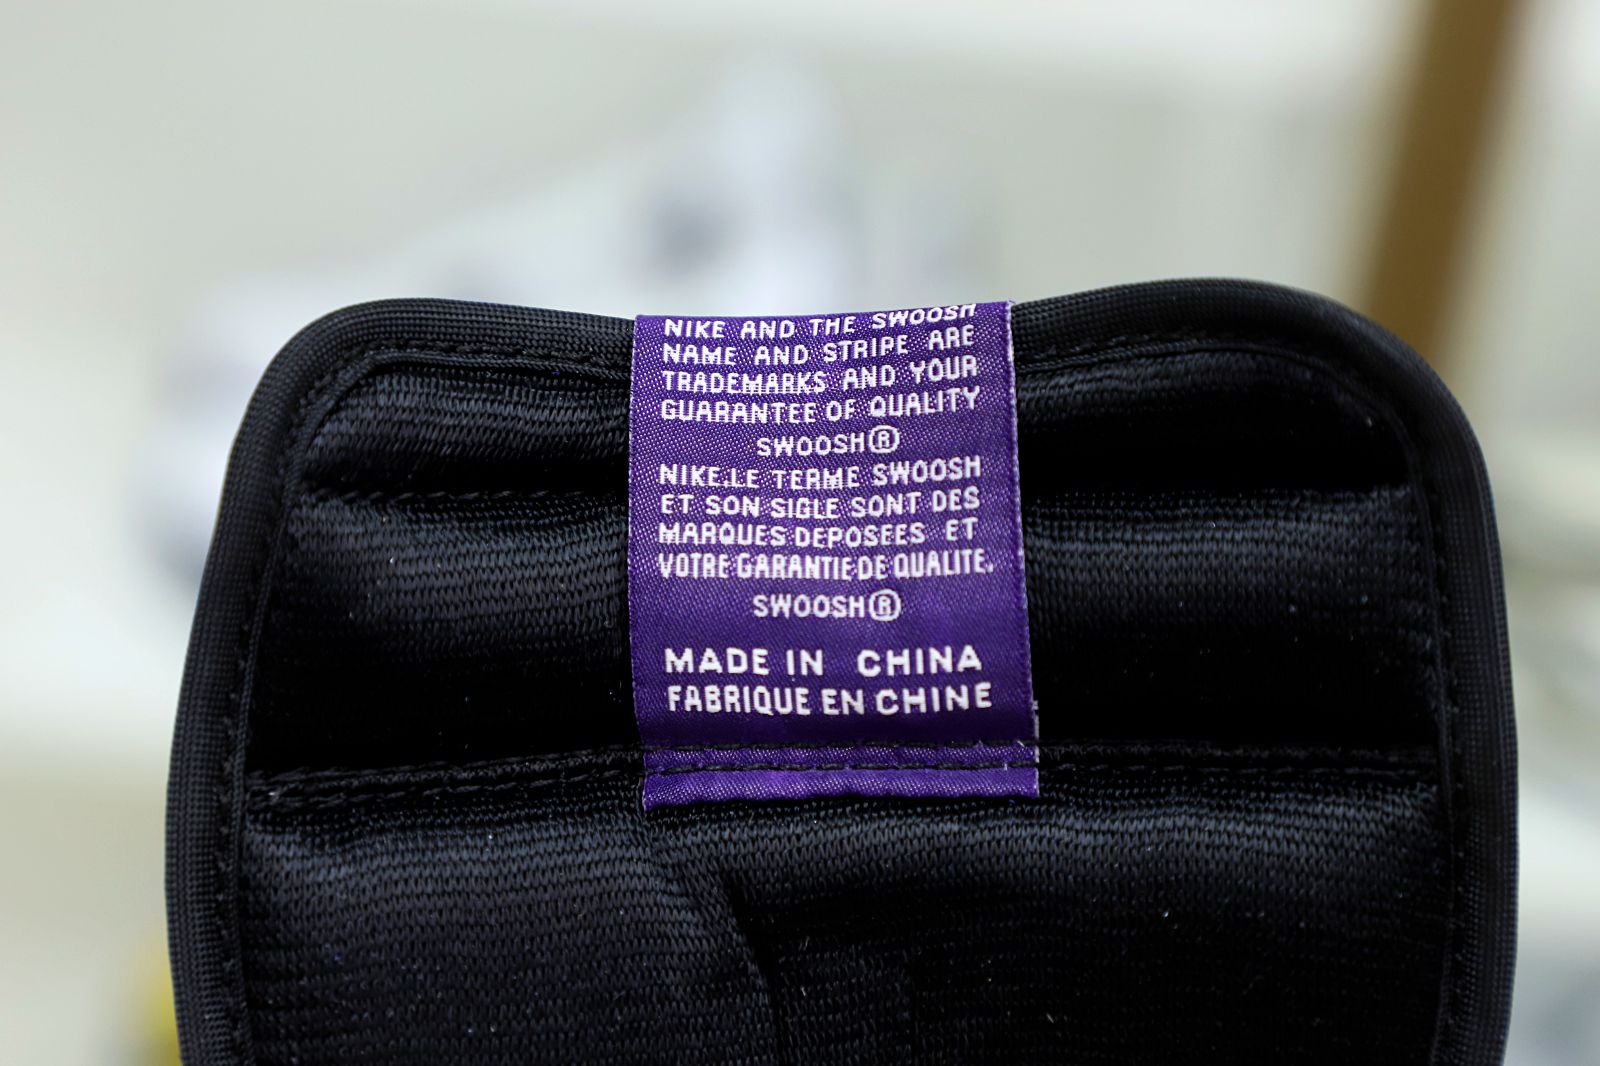 NIKE AND THE SWOOSH
NAME AND STRIPE ARE
TRADEMARKS AND YOUR
GUARANTEE OF QUALITY
SWOOSH®
NIKE.LE TERME SWOOSH
ET SON SIGLE SONT DES
MARQUES DEPOSEES ET
VOTRE GARANTIE DE QUALITE.
SWOOSH®
MADE IN CHINA
FABRIQUE EN CHINE